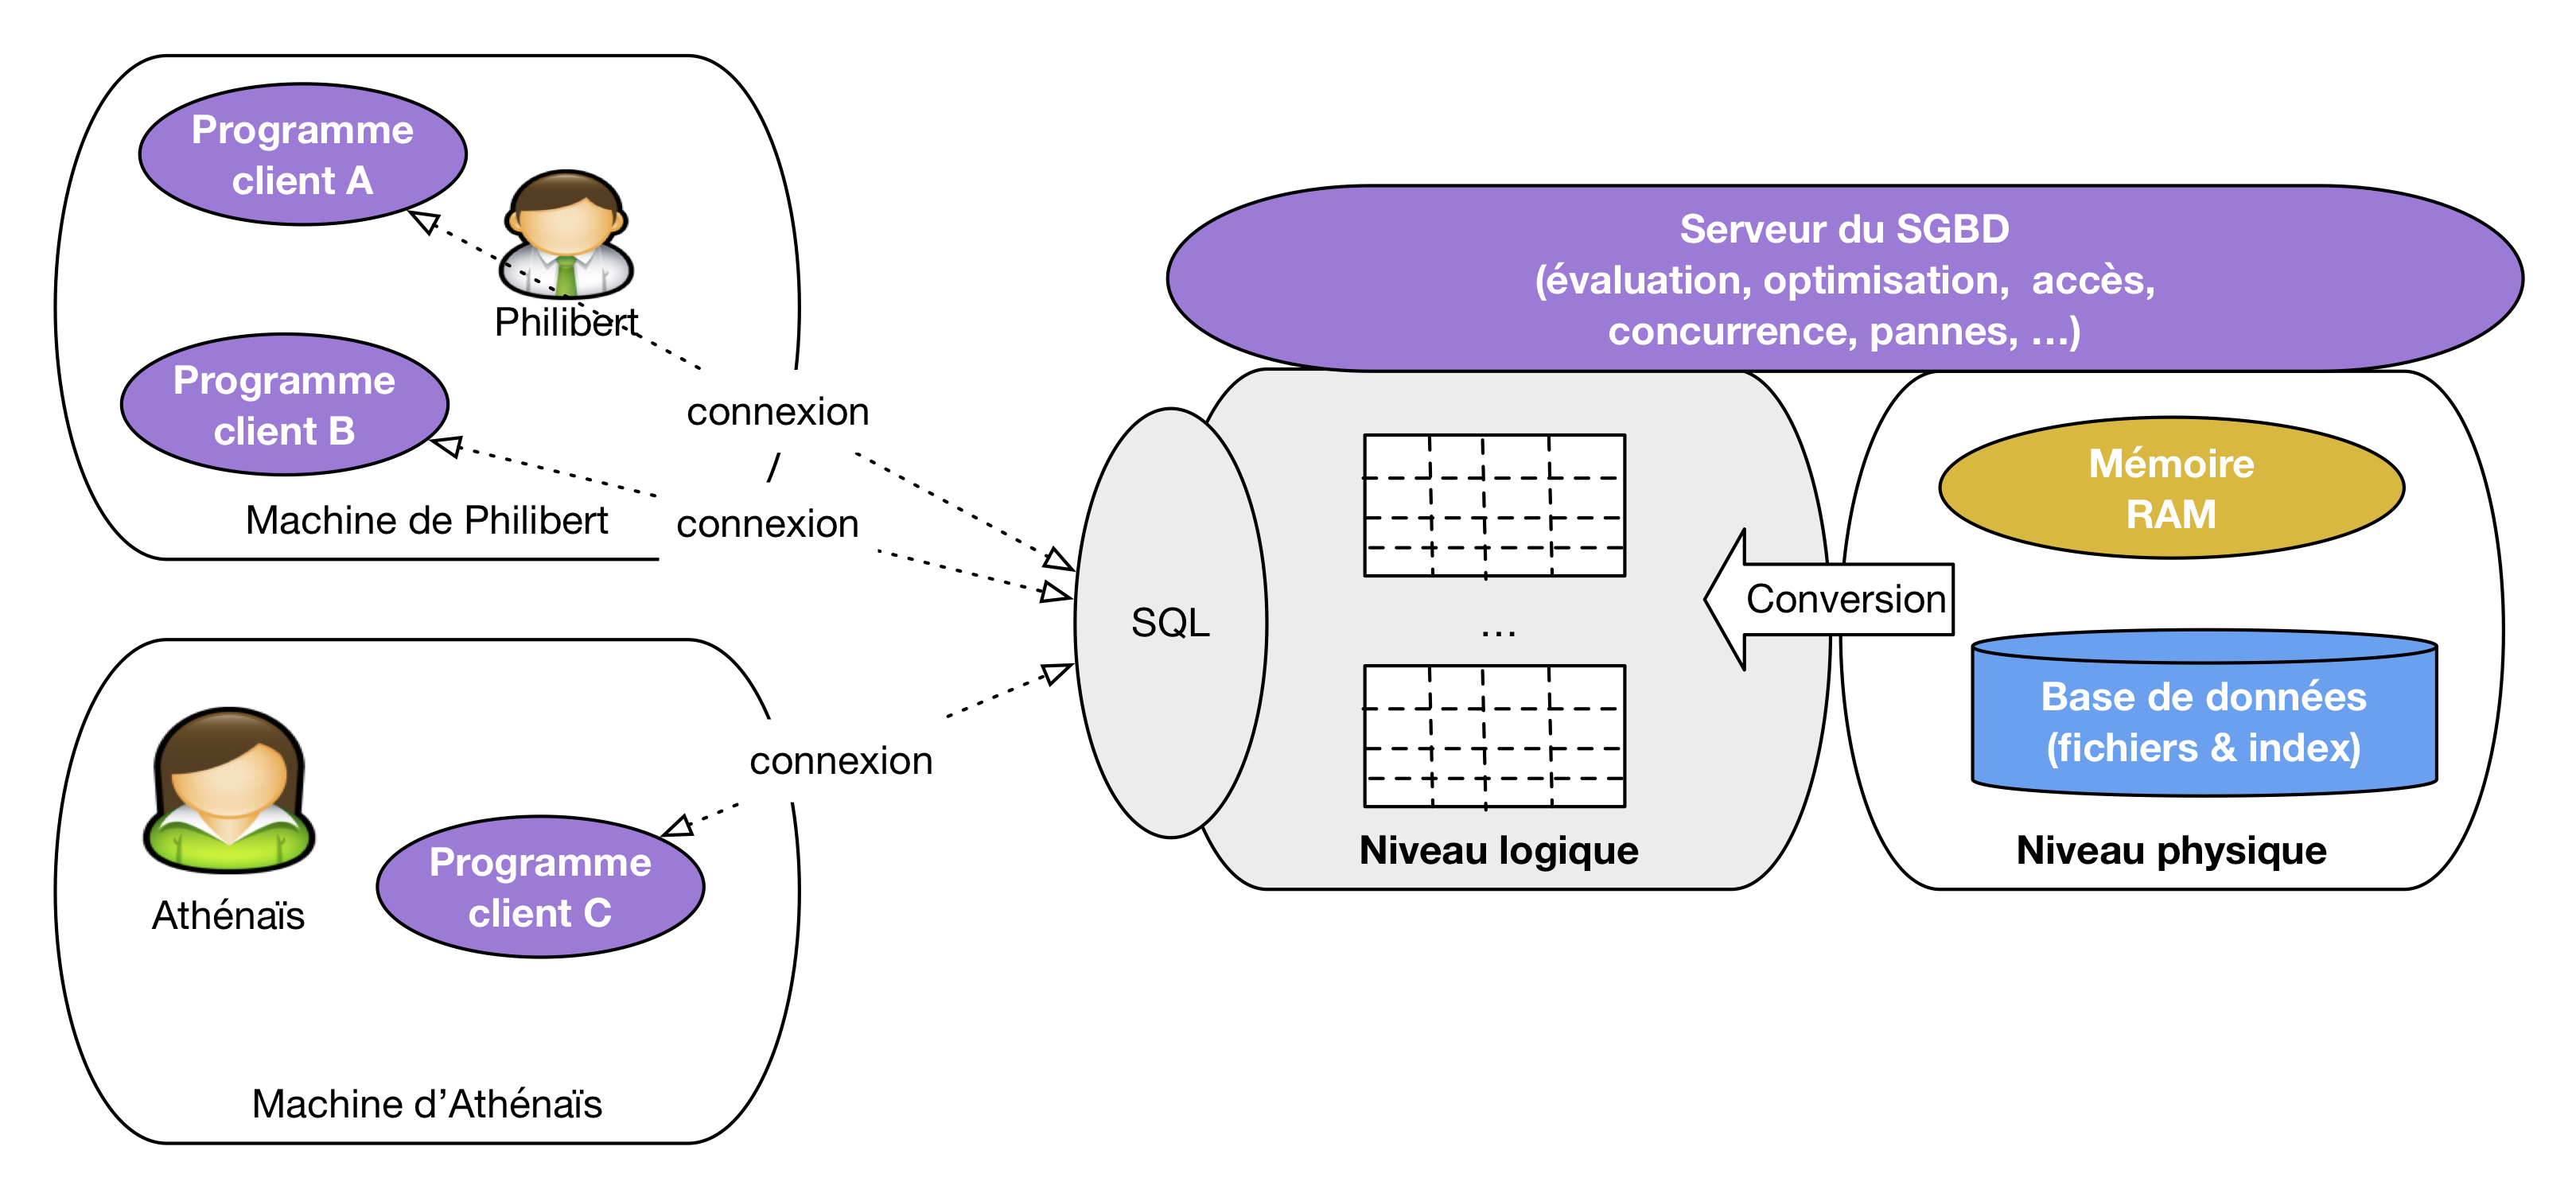 Programme
client A
Philibert
Programme
client B
Machine de Philibert
connexion
connexion
Athénaïs
Programme
client C
Machine d’Athénaïs
connexion
Serveur du SGBD
(évaluation, optimisation,  accès,
concurrence, pannes, ...)
SQL
...
Niveau logique
Conversion
Mémoire
RAM
Base de données
(fichiers & index)
Niveau physique